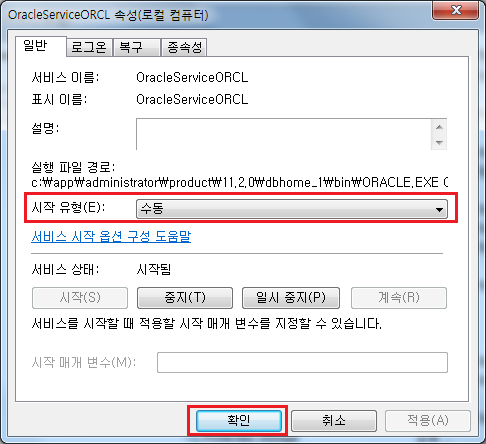 OracleServiceORCL 속성(로컬 컴퓨터)
일반 로그온 복구 종속성
서비스 이름: OracleServiceORCL
표시 이름: OracleServiceORCL
설명:
실행 파일 경로:
c:₩app₩administrator₩product₩11.2.0₩dbhome_1₩bin₩ORACLE.EXE O
시작 유형(E): 수동
서비스 시작 옵션 구성 도움말
서비스 상태: 시작됨
시작(S) 중지(T) 일시 중지(P) 계속(R)
서비스를 시작할 때 적용할 시작 매개 변수를 지정할 수 있습니다.
시작 매개 변수(M):
확인 취소 적용(A)